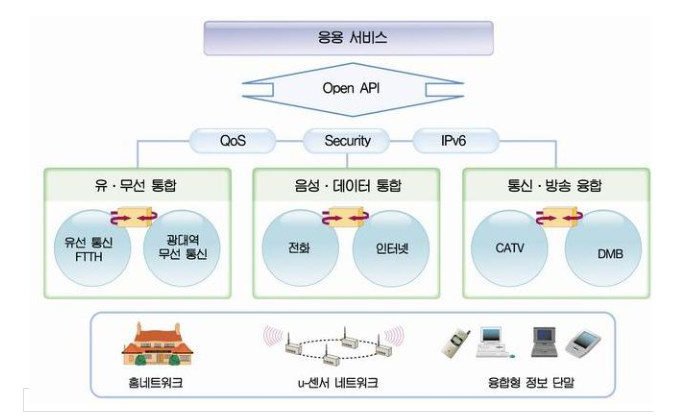 응용 서비스
Open API
QoS
Security
IPv6
유·무선 통합
음성·데이터 통합
통신·방송 융합
유선 통신
FTTH
광대역
무선 통신
전화
인터넷
CATV
DMB
홈네트워크
u-센서 네트워크
융합형 정보 단말